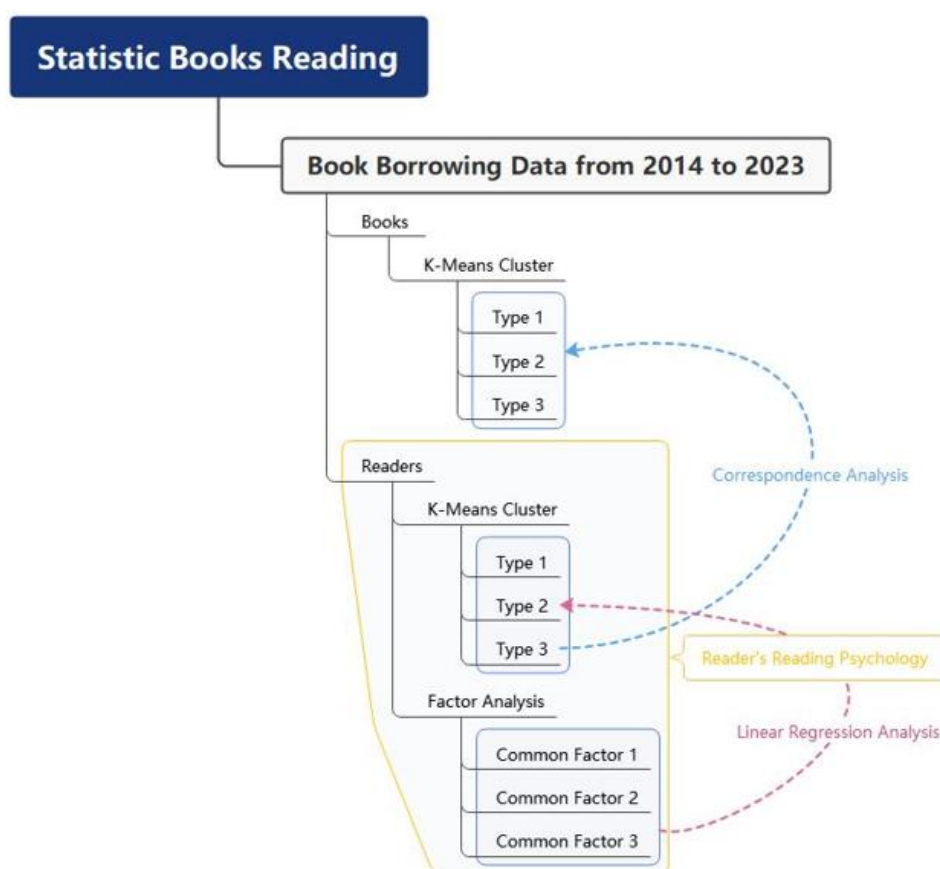 Statistic Books Reading
Book Borrowing Data from 2014 to 2023
Books
K-Means Cluster
Type 1
Type 2
Type 3
Readers
Correspondence Analysis
K-Means Cluster
Type 1
Type 2
Type 3
Reader's Reading Psychology
Factor Analysis
Linear Regression Analysis
Common Factor 1
Common Factor 2
Common Factor 3